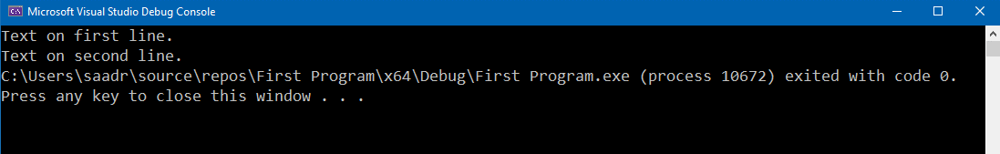 Microsoft Visual Studio Debug Console
Text on first line.
Text on second line.
C:\Users\saadr\source\repos\First Program\x64\Debug\First Program.exe (process 10672) exited with code 0.
Press any key to close this window . . .